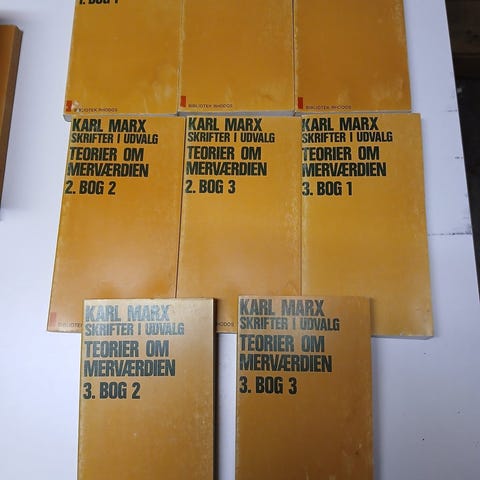 1. BOG 1
BIBLIOTEK RHODOS
BIBLIOTEK RHODOS
BIBLIOTEK RHODOS
KARL MARX
SKRIFTER I UDVALG
TEORIER OM
MERVÆRDIEN
2. BOG 2
KARL MARX
SKRIFTER I UDVALG
TEORIER OM
MERVÆRDIEN
2. BOG 3
KARL MARX
SKRIFTER I UDVALG
TEORIER OM
MERVÆRDIEN
3. BOG 1
BIBLIOTEK
RHODOS
KARL MARX
SKRIFTER I UDVALG
TEORIER OM
MERVÆRDIEN
3. BOG 2
KARL MARX
SKRIFTER I UDVALG
TEORIER OM
MERVÆRDIEN
3. BOG 3